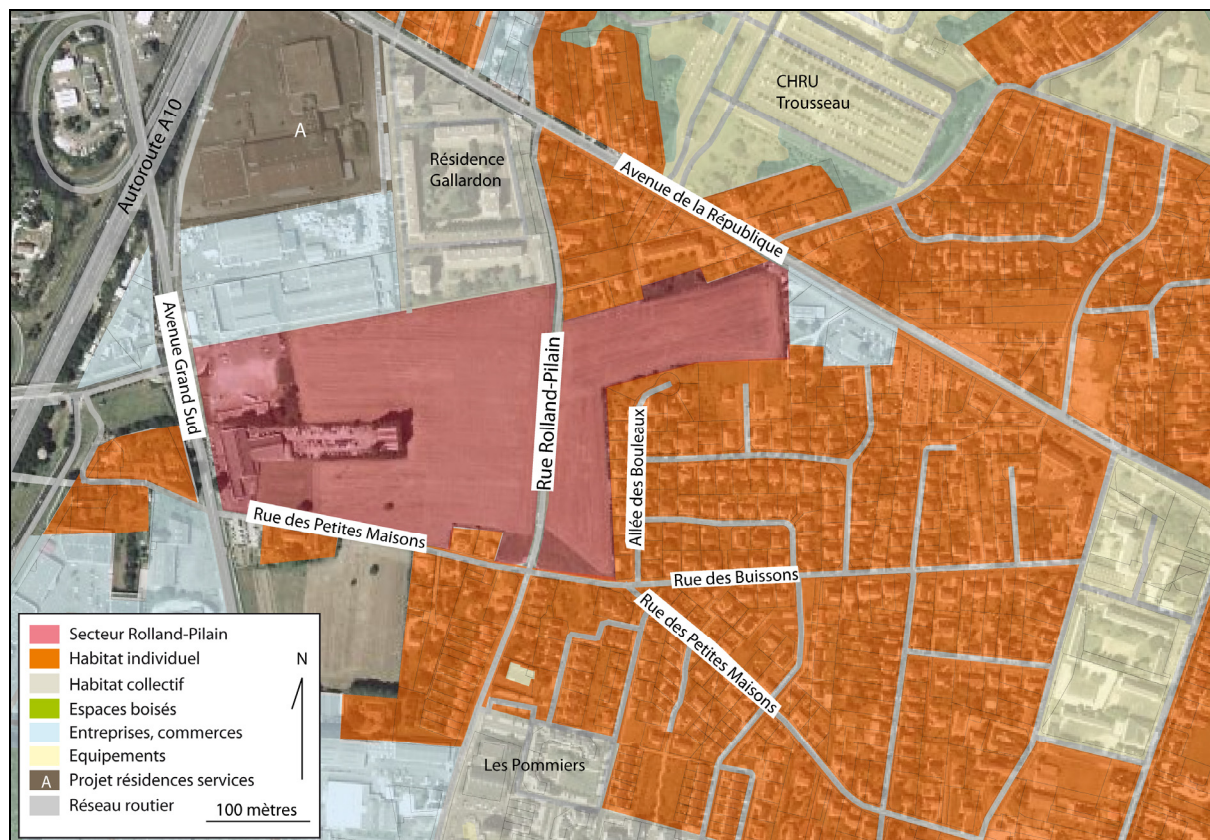 CHRU
Trousseau
Autoroute A10
A
Résidence
Gallardon
Avenue de la République
Avenue Grand Sud
Rue Rolland-Pilain
Allée des Bouleaux
Rue des Petites Maisons
Rue des Buissons
Rue des Petites Maisons
Les Pommiers
Secteur Rolland-Pilain
Habitat individuel
N
Habitat collectif
Espaces boisés
Entreprises, commerces
Equipements
A Projet résidences services
Réseau routier
100 mètres